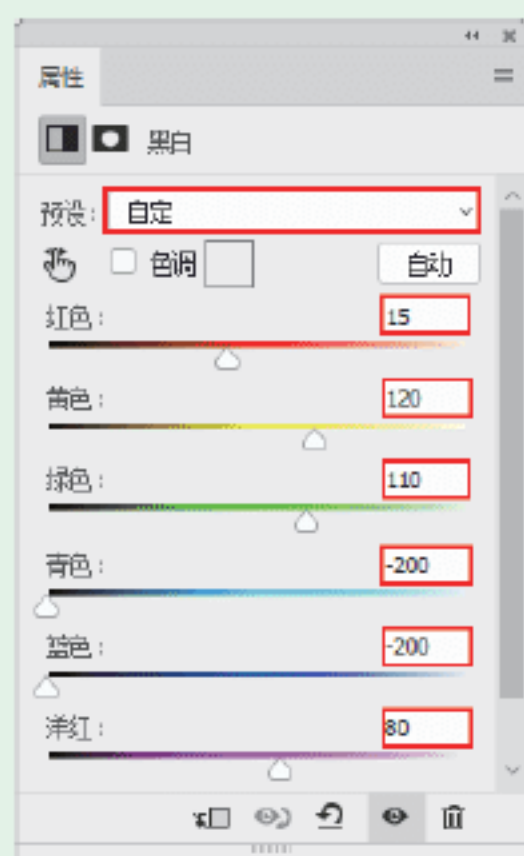 属性
黑白
预设: 自定
色调 自动
红色: 15
黄色: 120
绿色: 110
青色: -200
蓝色: -200
洋红: 80